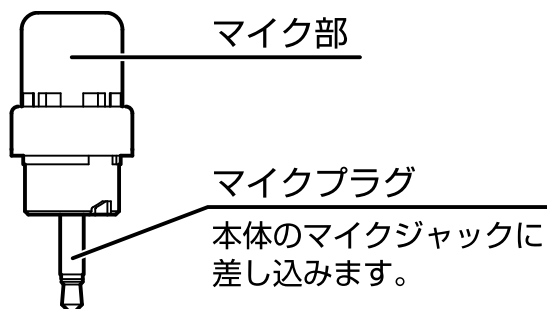 マイク部
マイクプラグ
本体のマイクジャックに
差し込みます。